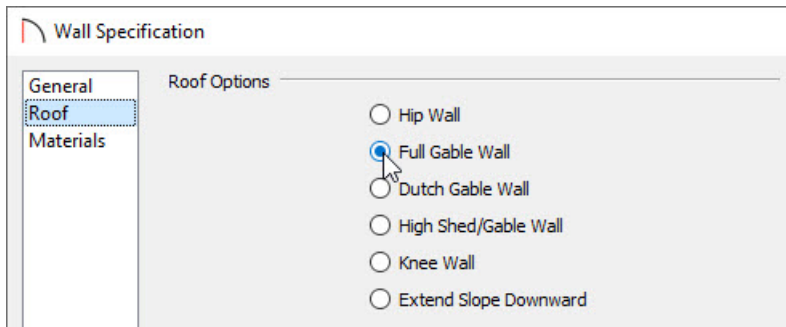 Wall Specification
General
Roof
Materials
Roof Options
Hip Wall
Full Gable Wall
Dutch Gable Wall
High Shed/Gable Wall
Knee Wall
Extend Slope Downward